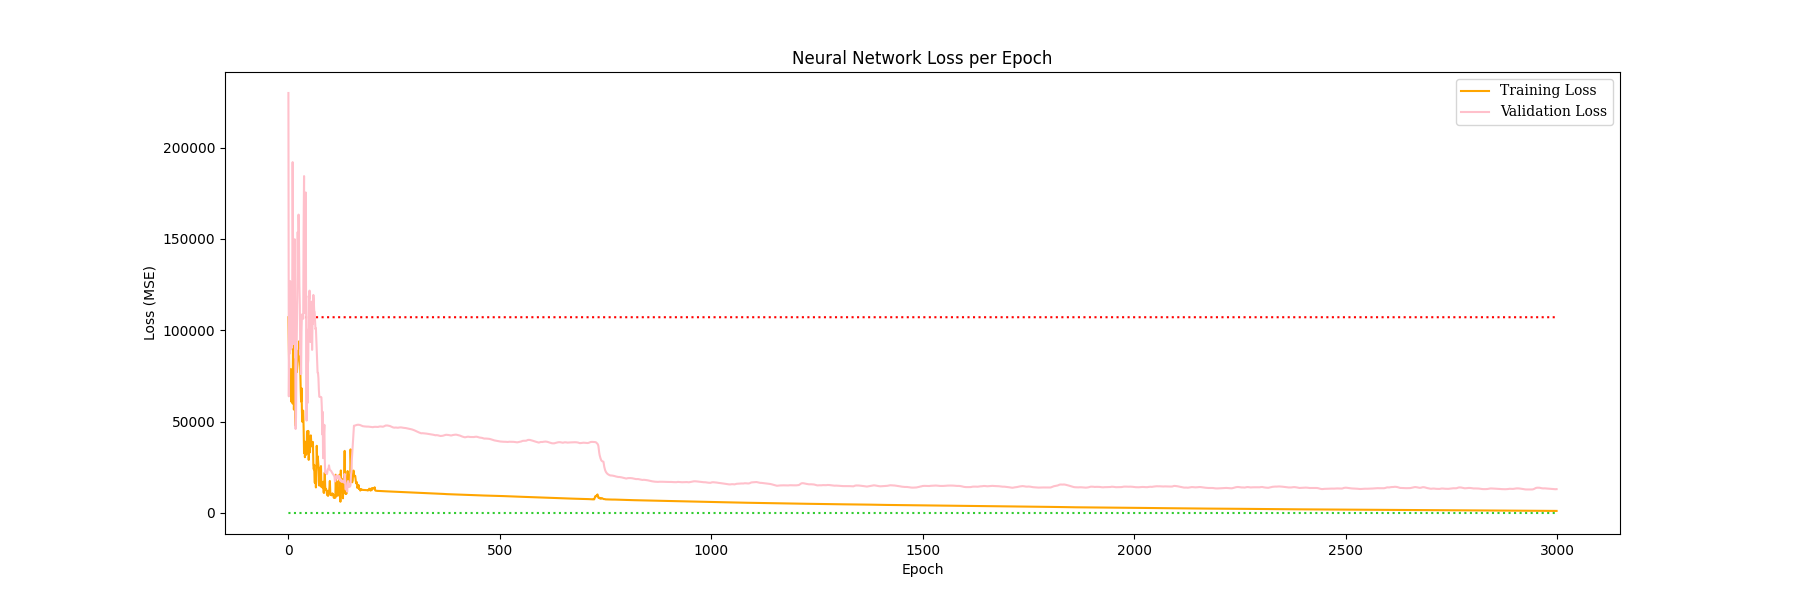 Neural Network Loss per Epoch
Training Loss
Validation Loss
200000
150000
100000
50000
0
Loss (MSE)
0 500 1000 1500 2000 2500 3000
Epoch